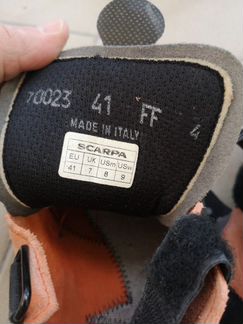 70023 41 FF 4
MADE IN ITALY
SCARPA
EU UK USm USw
41 7 8 9